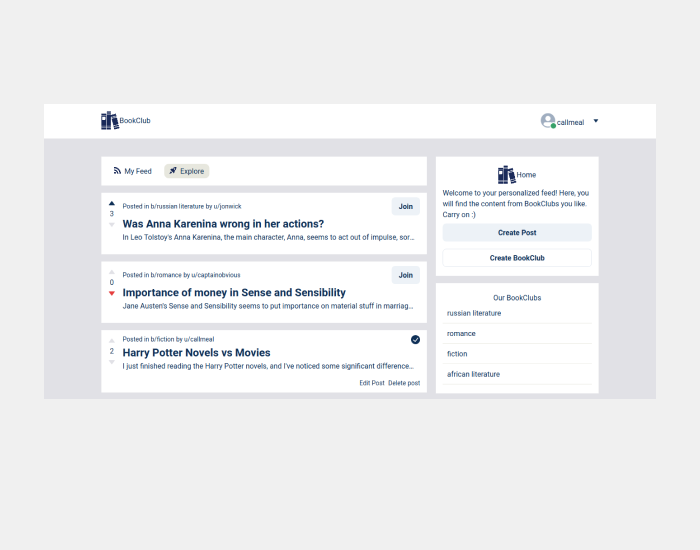 BookClub
callmeal
My Feed
Explore
3
Posted in b/russian literature by u/jonwick
Join
Was Anna Karenina wrong in her actions?
In Leo Tolstoy's Anna Karenina, the main character, Anna, seems to act out of impulse, sor...
0
Posted in b/romance by u/captainobvious
Join
Importance of money in Sense and Sensibility
Jane Austen's Sense and Sensibility seems to put importance on material stuff in marriag...
2
Posted in b/fiction by u/callmeal
Harry Potter Novels vs Movies
I just finished reading the Harry Potter novels, and I've noticed some significant difference...
Edit Post Delete post
Home
Welcome to your personalized feed! Here, you
will find the content from BookClubs you like.
Carry on :)
Create Post
Create BookClub
Our BookClubs
russian literature
romance
fiction
african literature